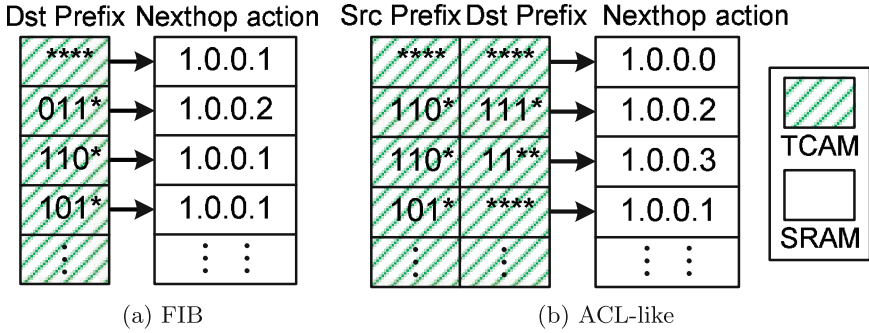 Dst Prefix Nexthop action Src Prefix Dst Prefix Nexthop action
**** 1.0.0.1 **** **** 1.0.0.0
011* 1.0.0.2 110* 111* 1.0.0.2
110* 1.0.0.1 110* 11** 1.0.0.3
101* 1.0.0.1 101* **** 1.0.0.1
TCAM
SRAM
(a) FIB (b) ACL-like